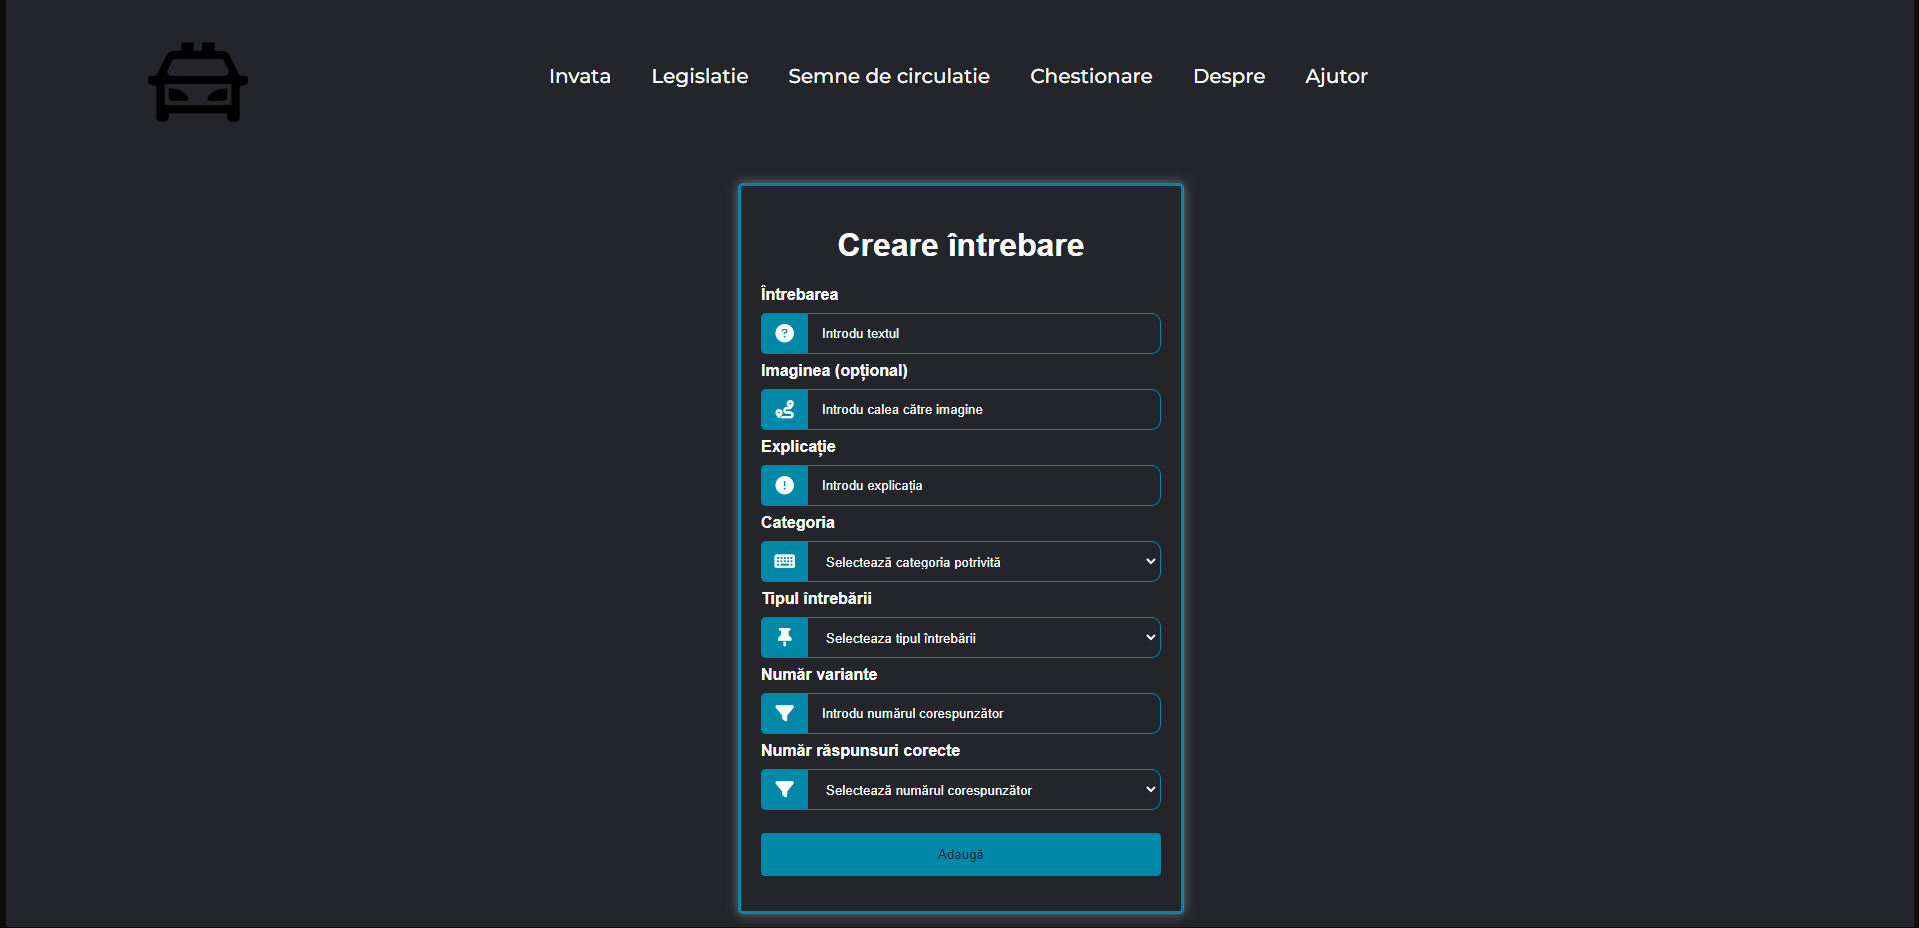 Invata Legislatie Semne de circulatie Chestionare Despre Ajutor
Creare întrebare
Întrebarea
Introdu textul
Imaginea (opțional)
Introdu calea către imagine
Explicație
Introdu explicația
Categoria
Selectează categoria potrivită
Tipul întrebării
Selecteaza tipul întrebării
Număr variante
Introdu numărul corespunzător
Număr răspunsuri corecte
Selectează numărul corespunzător
Adaugă